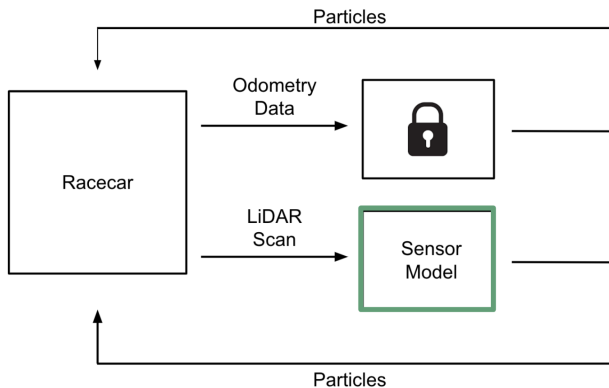 Particles
Odometry
Data
Racecar
LiDAR
Scan
Sensor
Model
Particles